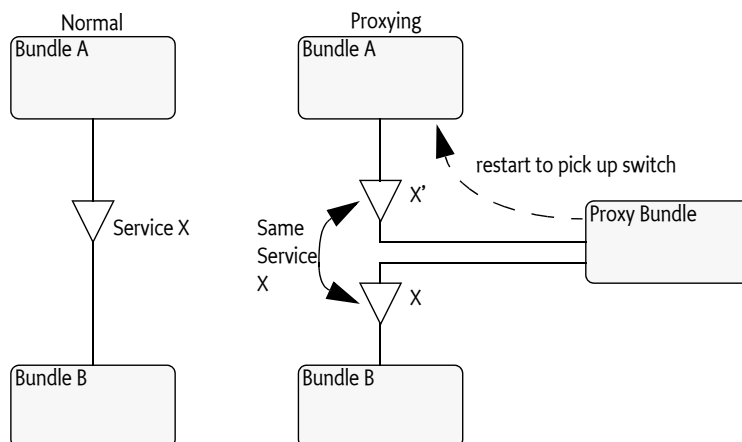 Normal
Bundle A
Service X
Bundle B
Proxying
Bundle A
restart to pick up switch
X’
Proxy Bundle
Same
Service
X
X
Bundle B